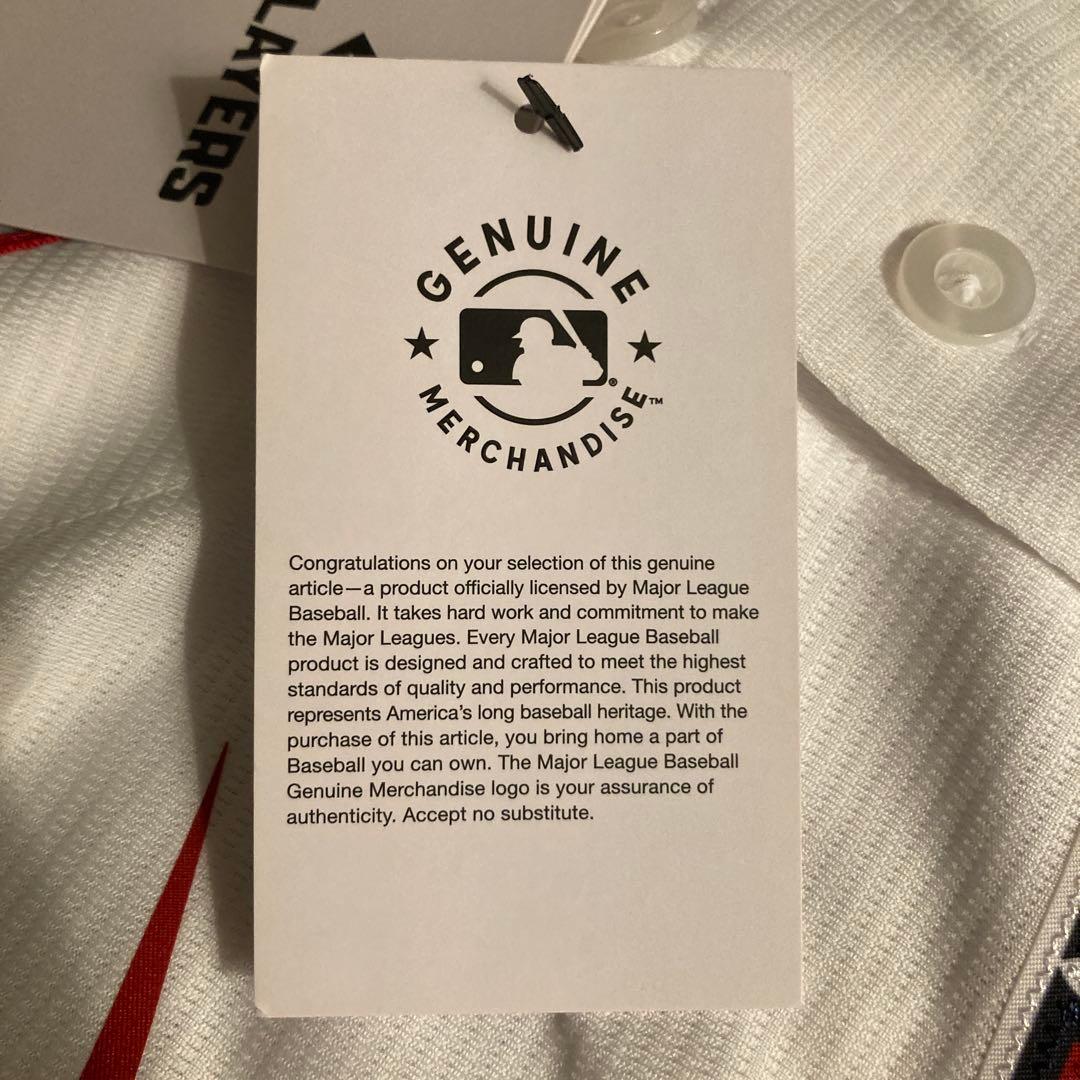 LAYERS
GENUINE
MERCHANDISE™
®
Congratulations on your selection of this genuine
article—a product officially licensed by Major League
Baseball. It takes hard work and commitment to make
the Major Leagues. Every Major League Baseball
product is designed and crafted to meet the highest
standards of quality and performance. This product
represents America's long baseball heritage. With the
purchase of this article, you bring home a part of
Baseball you can own. The Major League Baseball
Genuine Merchandise logo is your assurance of
authenticity. Accept no substitute.